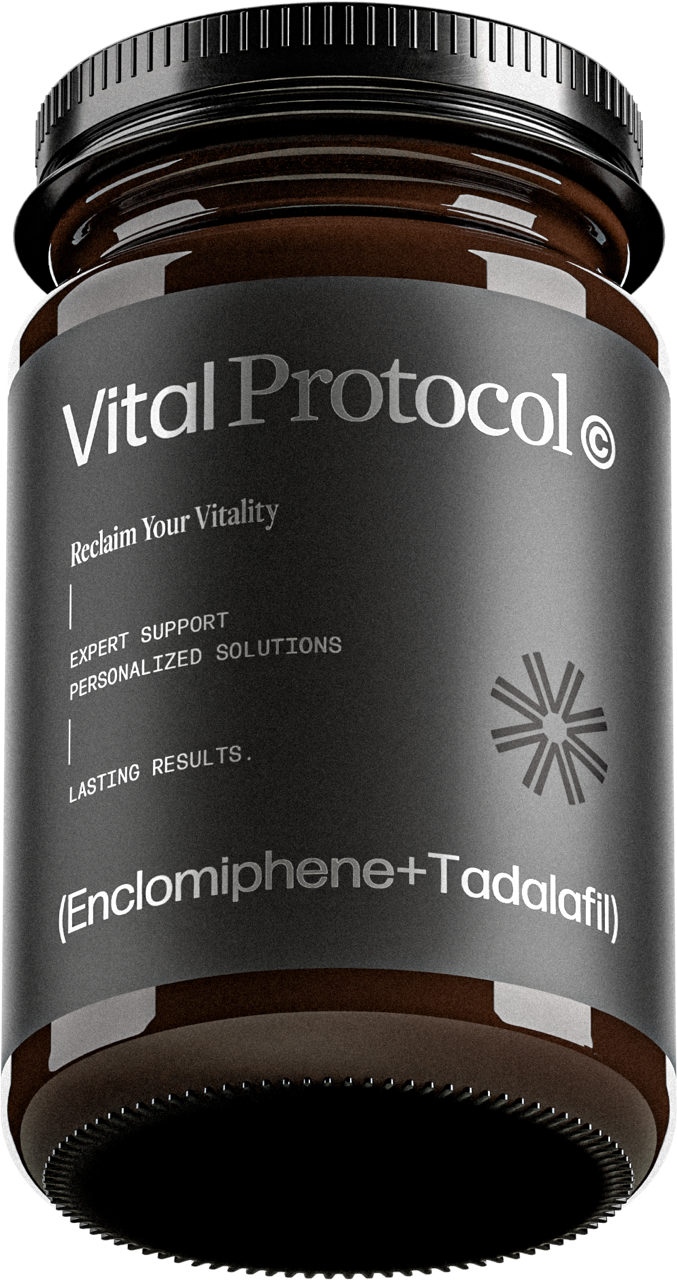 Vital Protocol ©
Reclaim Your Vitality
EXPERT SUPPORT
PERSONALIZED SOLUTIONS
LASTING RESULTS.
(Enclomiphene+Tadalafil)